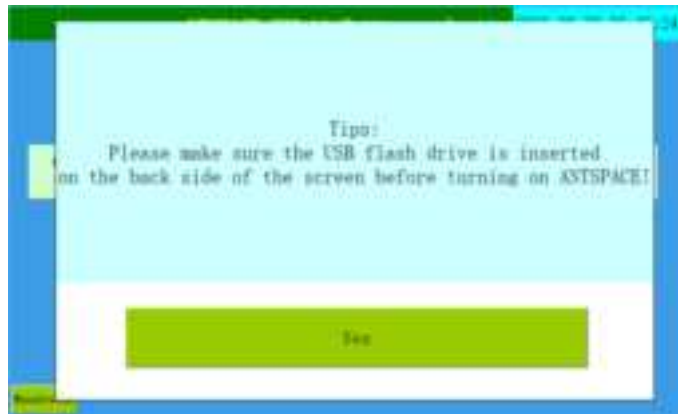 Tips:
Please make sure the USB flash drive is inserted
on the back side of the screen before turning on ANTSPACE!
Yes